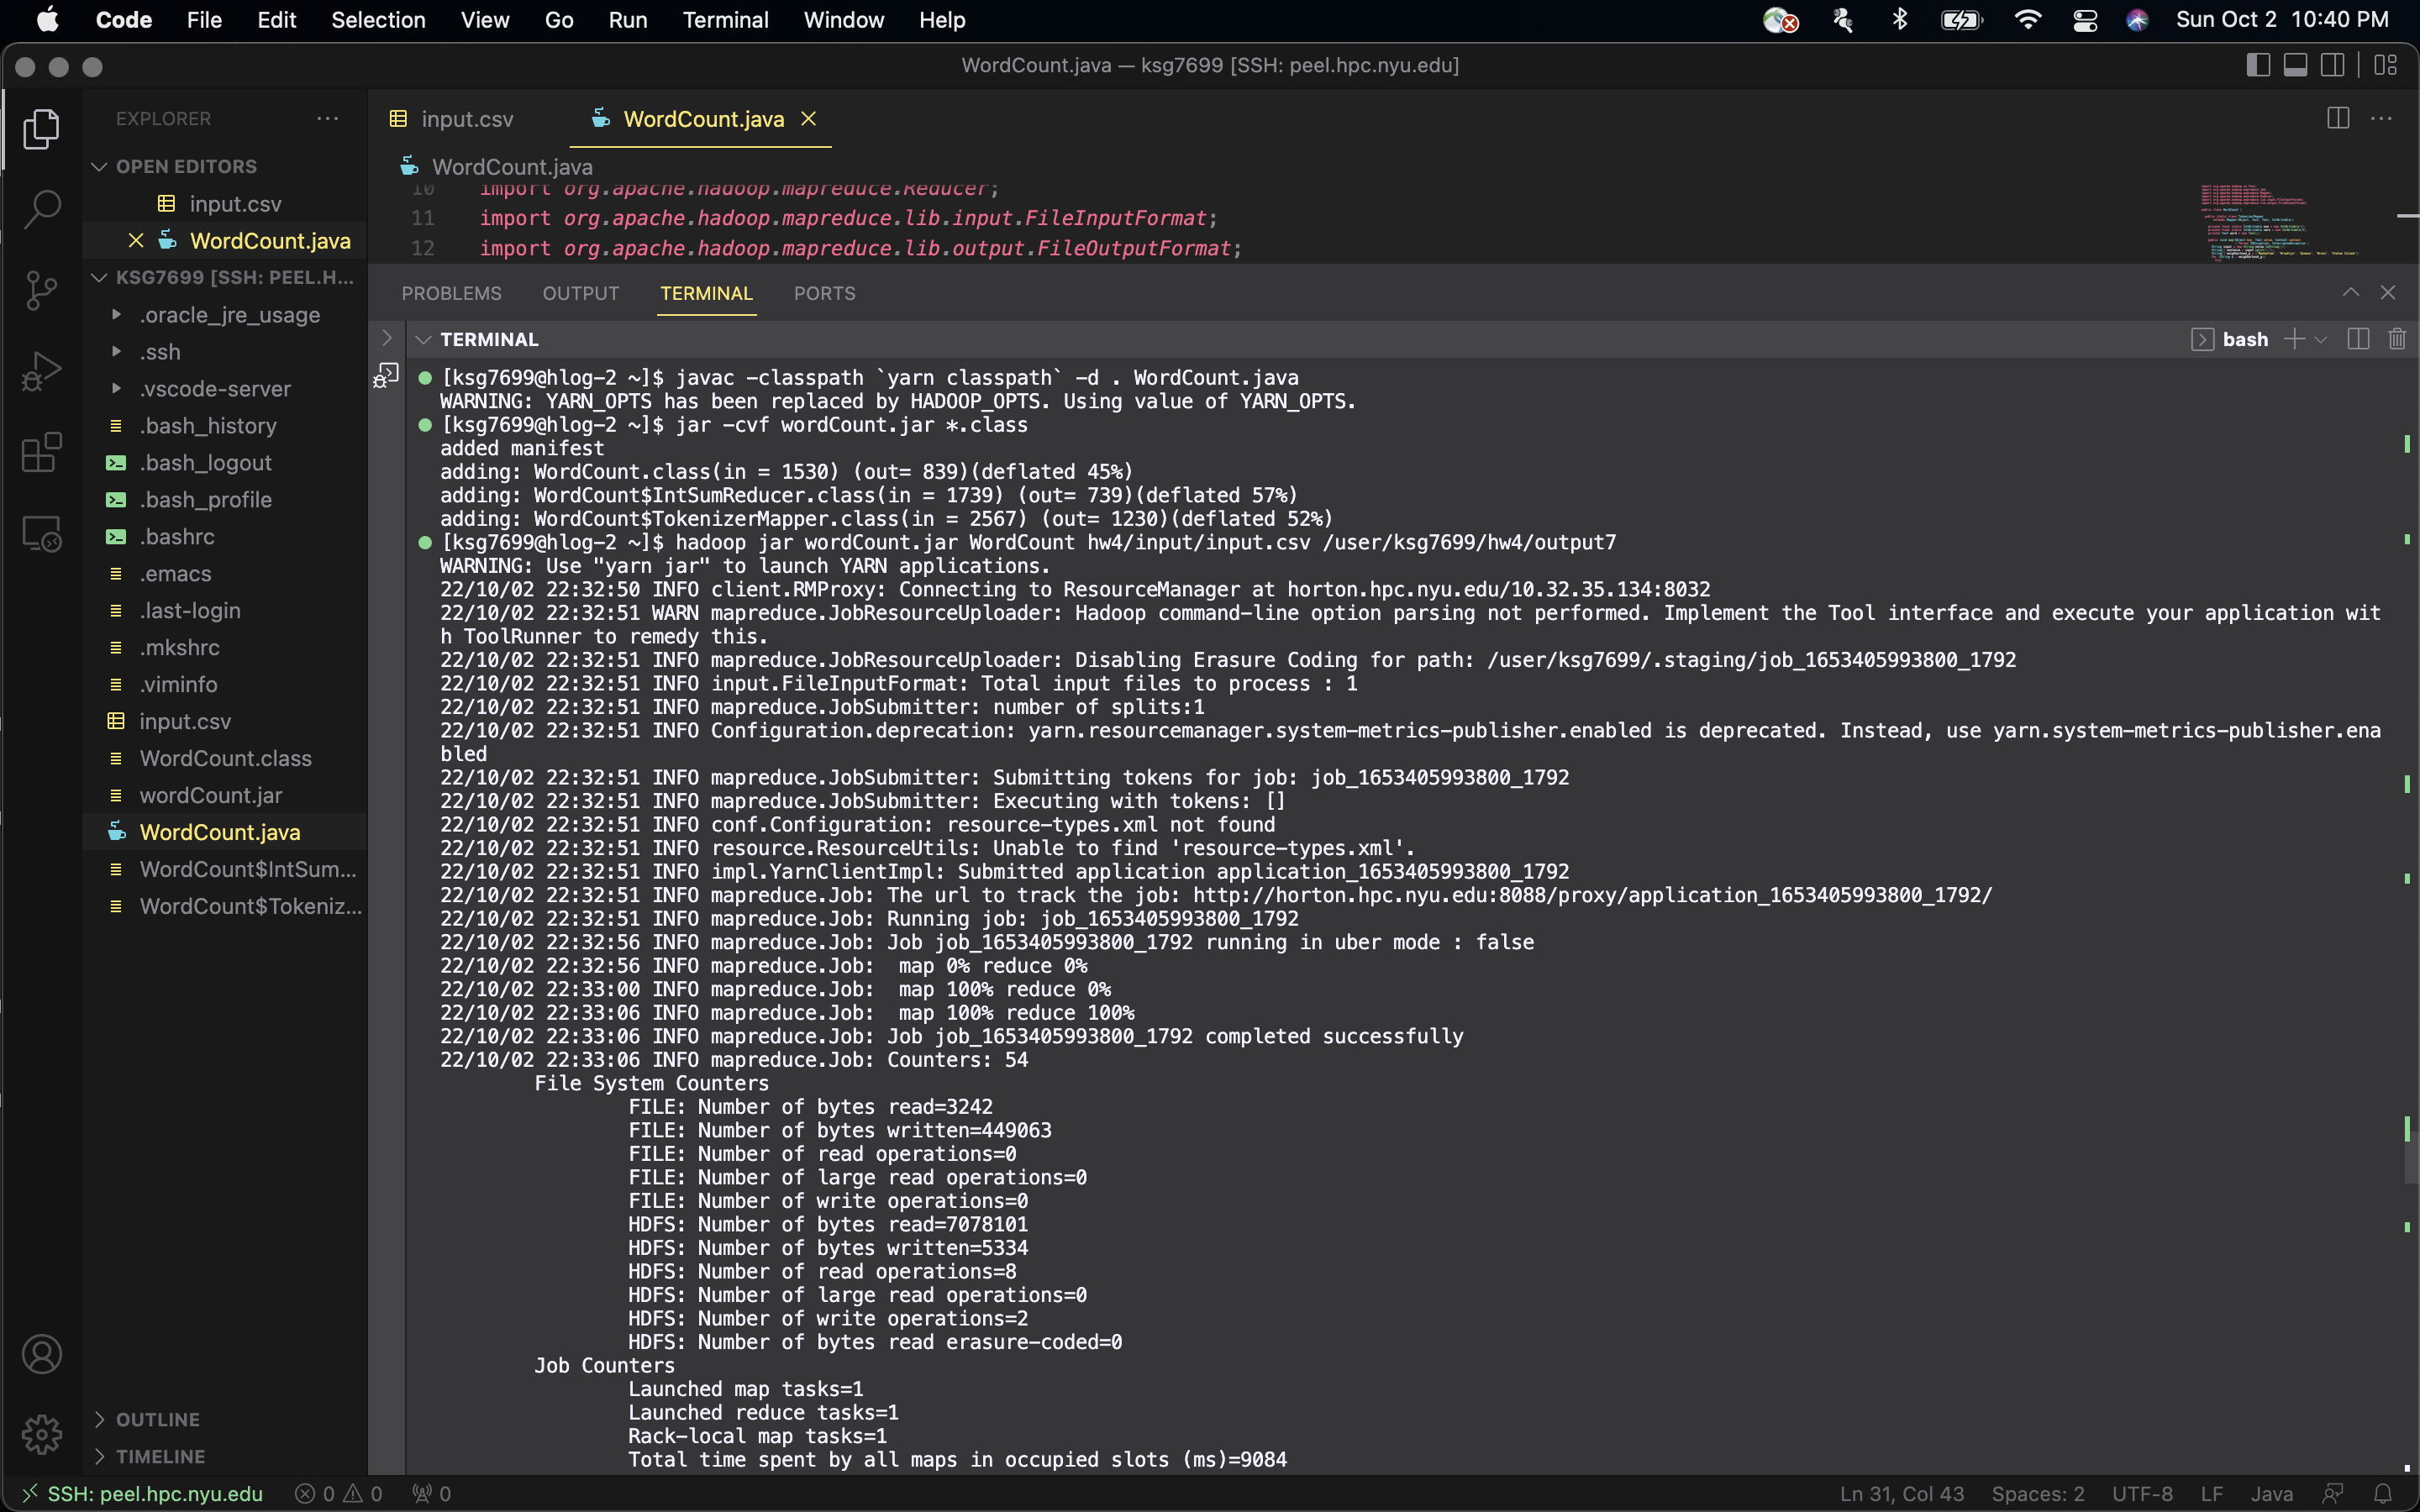 Code File Edit Selection View Go Run Terminal Window Help Sun Oct 2 10:40 PM
WordCount.java — ksg7699 [SSH: peel.hpc.nyu.edu]
EXPLORER
OPEN EDITORS
input.csv
WordCount.java
KSG7699 [SSH: PEEL.H...
.oracle_jre_usage
.ssh
.vscode-server
.bash_history
.bash_logout
.bash_profile
.bashrc
.emacs
.last-login
.mkshrc
.viminfo
input.csv
WordCount.class
wordCount.jar
WordCount.java
WordCount$IntSum...
WordCount$Tokeniz...
OUTLINE
TIMELINE
input.csv WordCount.java
WordCount.java
10 import org.apache.hadoop.mapreduce.Reducer;
11 import org.apache.hadoop.mapreduce.lib.input.FileInputFormat;
12 import org.apache.hadoop.mapreduce.lib.output.FileOutputFormat;
PROBLEMS OUTPUT TERMINAL PORTS
TERMINAL bash
[ksg7699@hlog-2 ~]$ javac -classpath `yarn classpath` -d . WordCount.java
WARNING: YARN_OPTS has been replaced by HADOOP_OPTS. Using value of YARN_OPTS.
[ksg7699@hlog-2 ~]$ jar -cvf wordCount.jar *.class
added manifest
adding: WordCount.class(in = 1530) (out= 839)(deflated 45%)
adding: WordCount$IntSumReducer.class(in = 1739) (out= 739)(deflated 57%)
adding: WordCount$TokenizerMapper.class(in = 2567) (out= 1230)(deflated 52%)
[ksg7699@hlog-2 ~]$ hadoop jar wordCount.jar WordCount hw4/input/input.csv /user/ksg7699/hw4/output7
WARNING: Use "yarn jar" to launch YARN applications.
22/10/02 22:32:50 INFO client.RMProxy: Connecting to ResourceManager at horton.hpc.nyu.edu/10.32.35.134:8032
22/10/02 22:32:51 WARN mapreduce.JobResourceUploader: Hadoop command-line option parsing not performed. Implement the Tool interface and execute your application wit
h ToolRunner to remedy this.
22/10/02 22:32:51 INFO mapreduce.JobResourceUploader: Disabling Erasure Coding for path: /user/ksg7699/.staging/job_1653405993800_1792
22/10/02 22:32:51 INFO input.FileInputFormat: Total input files to process : 1
22/10/02 22:32:51 INFO mapreduce.JobSubmitter: number of splits:1
22/10/02 22:32:51 INFO Configuration.deprecation: yarn.resourcemanager.system-metrics-publisher.enabled is deprecated. Instead, use yarn.system-metrics-publisher.ena
bled
22/10/02 22:32:51 INFO mapreduce.JobSubmitter: Submitting tokens for job: job_1653405993800_1792
22/10/02 22:32:51 INFO mapreduce.JobSubmitter: Executing with tokens: []
22/10/02 22:32:51 INFO conf.Configuration: resource-types.xml not found
22/10/02 22:32:51 INFO resource.ResourceUtils: Unable to find 'resource-types.xml'.
22/10/02 22:32:51 INFO impl.YarnClientImpl: Submitted application application_1653405993800_1792
22/10/02 22:32:51 INFO mapreduce.Job: The url to track the job: http://horton.hpc.nyu.edu:8088/proxy/application_1653405993800_1792/
22/10/02 22:32:51 INFO mapreduce.Job: Running job: job_1653405993800_1792
22/10/02 22:32:56 INFO mapreduce.Job: Job job_1653405993800_1792 running in uber mode : false
22/10/02 22:32:56 INFO mapreduce.Job:  map 0% reduce 0%
22/10/02 22:33:00 INFO mapreduce.Job:  map 100% reduce 0%
22/10/02 22:33:06 INFO mapreduce.Job:  map 100% reduce 100%
22/10/02 22:33:06 INFO mapreduce.Job: Job job_1653405993800_1792 completed successfully
22/10/02 22:33:06 INFO mapreduce.Job: Counters: 54
File System Counters
FILE: Number of bytes read=3242
FILE: Number of bytes written=449063
FILE: Number of read operations=0
FILE: Number of large read operations=0
FILE: Number of write operations=0
HDFS: Number of bytes read=7078101
HDFS: Number of bytes written=5334
HDFS: Number of read operations=8
HDFS: Number of large read operations=0
HDFS: Number of write operations=2
HDFS: Number of bytes read erasure-coded=0
Job Counters
Launched map tasks=1
Launched reduce tasks=1
Rack-local map tasks=1
Total time spent by all maps in occupied slots (ms)=9084
SSH: peel.hpc.nyu.edu 0 0 0 Ln 31, Col 43 Spaces: 2 UTF-8 LF Java